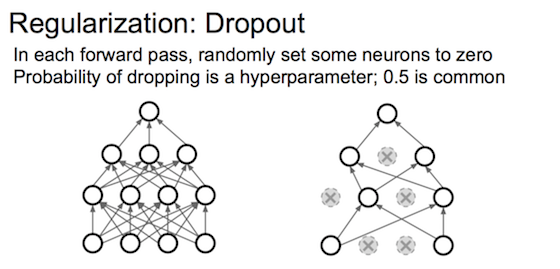 Regularization: Dropout
In each forward pass, randomly set some neurons to zero
Probability of dropping is a hyperparameter; 0.5 is common